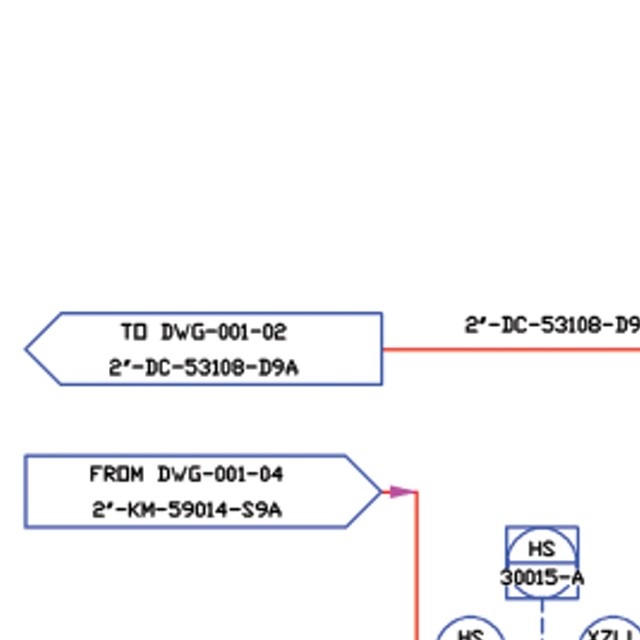 TO DWG-001-02
2"-DC-53108-D9A
2"-DC-53108-D9
FROM DWG-001-04
2"-KM-59014-S9A
HS
30015-A
HS